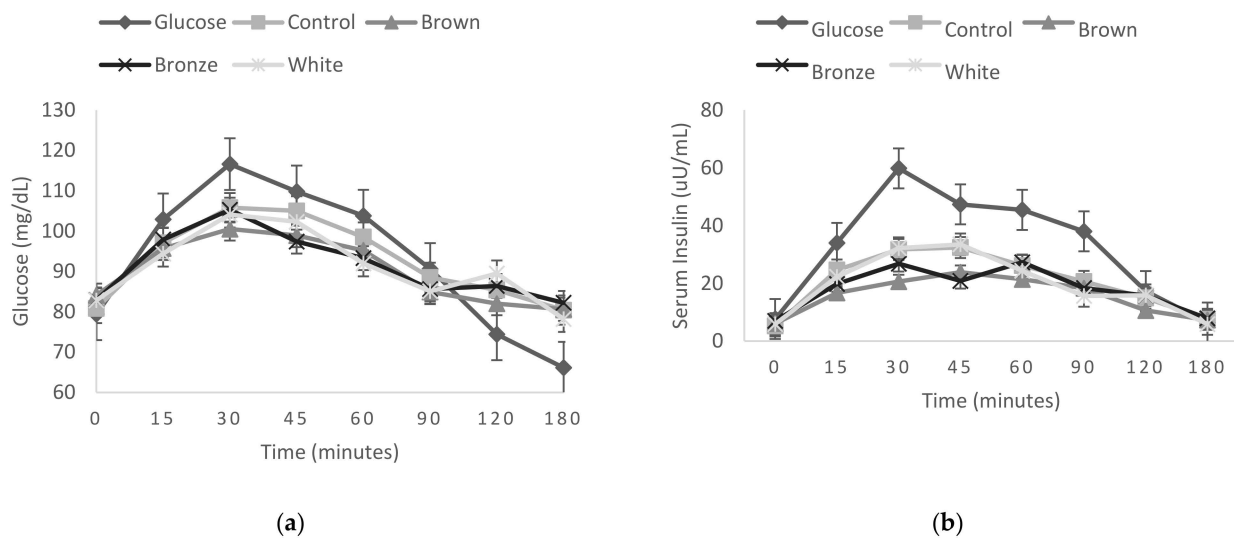 Glucose Control Brown
Bronze White
Glucose (mg/dL)
130
120
110
100
90
80
70
60
0 15 30 45 60 90 120 180
Time (minutes)
(a)
Glucose Control Brown
Bronze White
Serum Insulin (uU/mL)
80
60
40
20
0
0 15 30 45 60 90 120 180
Time (minutes)
(b)